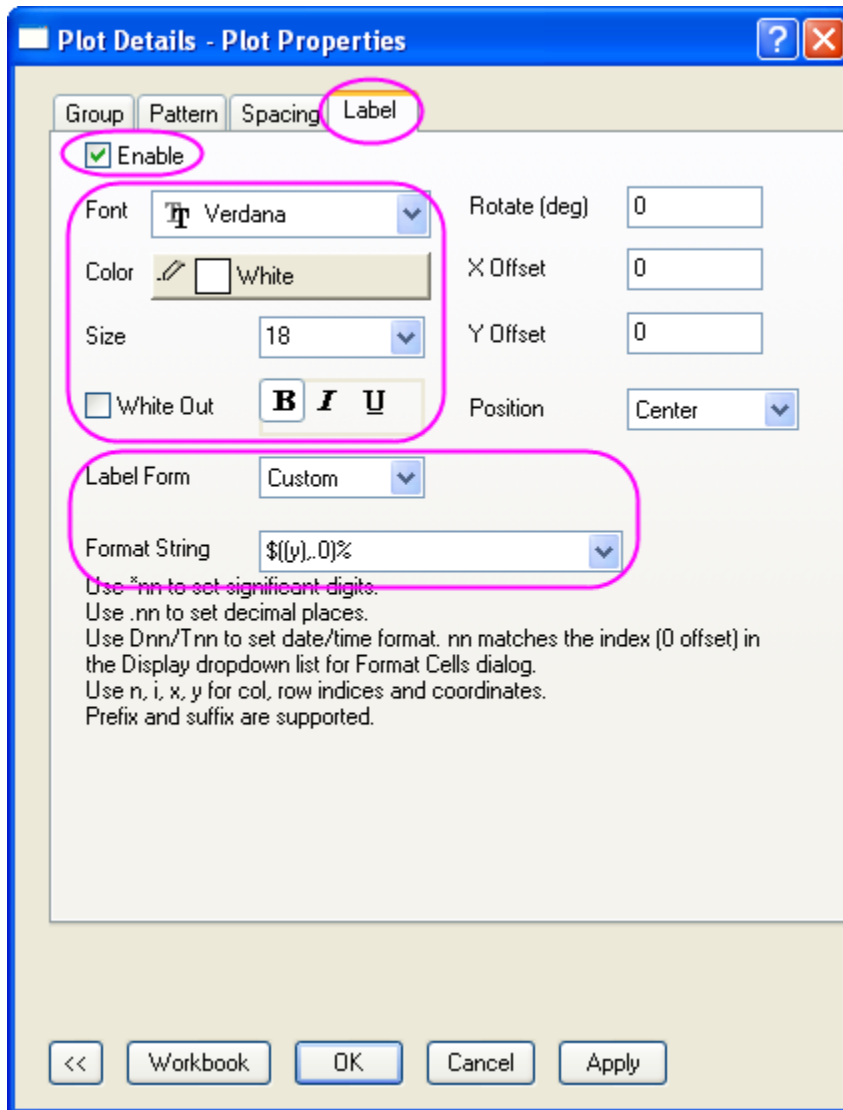 Plot Details - Plot Properties
Group Pattern Spacing Label
Enable
Font Verdana Rotate (deg) 0
Color White X Offset 0
Size 18 Y Offset 0
White Out B I U Position Center
Label Form Custom
Format String $((y),.0)%
Use *nn to set significant digits.
Use .nn to set decimal places.
Use Dnn/Tnn to set date/time format. nn matches the index (0 offset) in
the Display dropdown list for Format Cells dialog.
Use n, i, x, y for col, row indices and coordinates.
Prefix and suffix are supported.
<< Workbook OK Cancel Apply